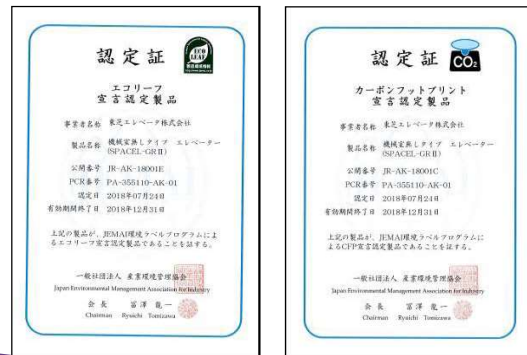 認定証
ECO
LEAF
エコリーフ
宣言認定製品
事業者名称 東芝エレベータ株式会社
製品名称 機械室無しタイプ エレベーター
(SPACEL-GRⅡ)
公開番号 JR-AK-18001E
PCR番号 PA-355110-AK-01
認定日 2018年07月24日
有効期間終了日 2018年12月31日
上記の製品が、JEMAI環境ラベルプログラムによ
るエコリーフ宣言認定製品であることを証する。
一般社団法人 産業環境管理協会
Japan Environmental Management Association for Industry
会長 冨澤 龍一
Chairman Ryuichi Tomizawa
認定証
CO₂
カーボンフットプリント
宣言認定製品
事業者名称 東芝エレベータ株式会社
製品名称 機械室無しタイプ エレベーター
(SPACEL-GRⅡ)
公開番号 JR-AK-18001C
PCR番号 PA-355110-AK-01
認定日 2018年07月24日
有効期間終了日 2018年12月31日
上記の製品が、JEMAI環境ラベルプログラムに
よるCFP宣言認定製品であることを証する。
一般社団法人 産業環境管理協会
Japan Environmental Management Association for Industry
会長 冨澤 龍一
Chairman Ryuichi Tomizawa